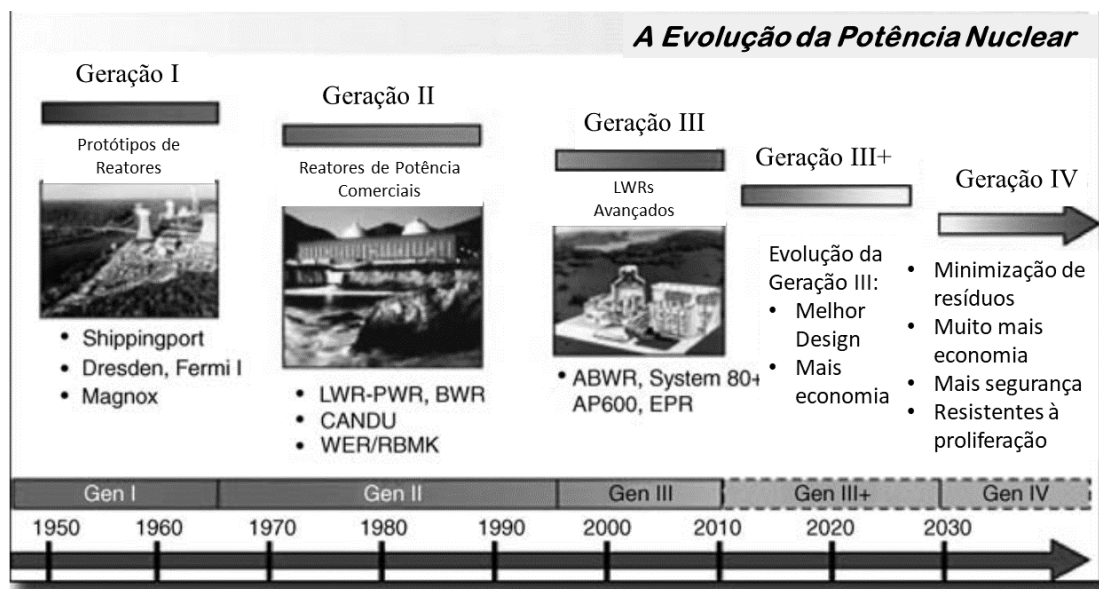 A Evolução da Potência Nuclear
Geração I
Protótipos de
Reatores
• Shippingport
• Dresden, Fermi I
• Magnox
Geração II
Reatores de Potência
Comerciais
• LWR-PWR, BWR
• CANDU
• WER/RBMK
Geração III
LWRs
Avançados
• ABWR, System 80+
AP600, EPR
Geração III+
Evolução da
Geração III:
• Melhor
Design
• Mais
economia
Geração IV
• Minimização de
resíduos
• Muito mais
economia
• Mais segurança
• Resistentes à
proliferação
Gen I Gen II Gen III Gen III+ Gen IV
1950 1960 1970 1980 1990 2000 2010 2020 2030